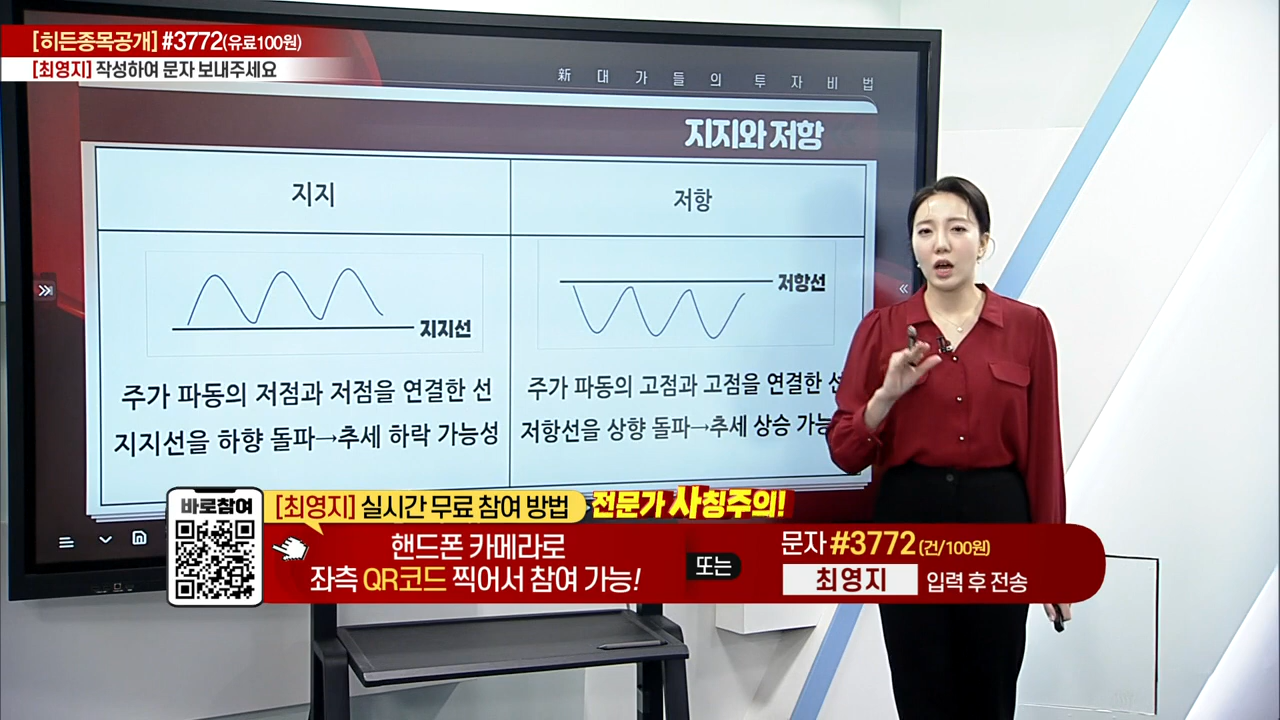 [히든종목공개] #3772(유료100원)
[최영지] 작성하여 문자 보내주세요
新 대 가 들 의 투 자 비 법
지지와 저항
지지
저항
지지선
저항선
주가 파동의 저점과 저점을 연결한 선
지지선을 하향 돌파→추세 하락 가능성
주가 파동의 고점과 고점을 연결한 선
저항선을 상향 돌파→추세 상승 가능
바로참여
[최영지] 실시간 무료 참여 방법
전문가 사칭주의!
핸드폰 카메라로
좌측 QR코드 찍어서 참여 가능!
또는
문자 #3772 (건/100원)
최영지 입력 후 전송